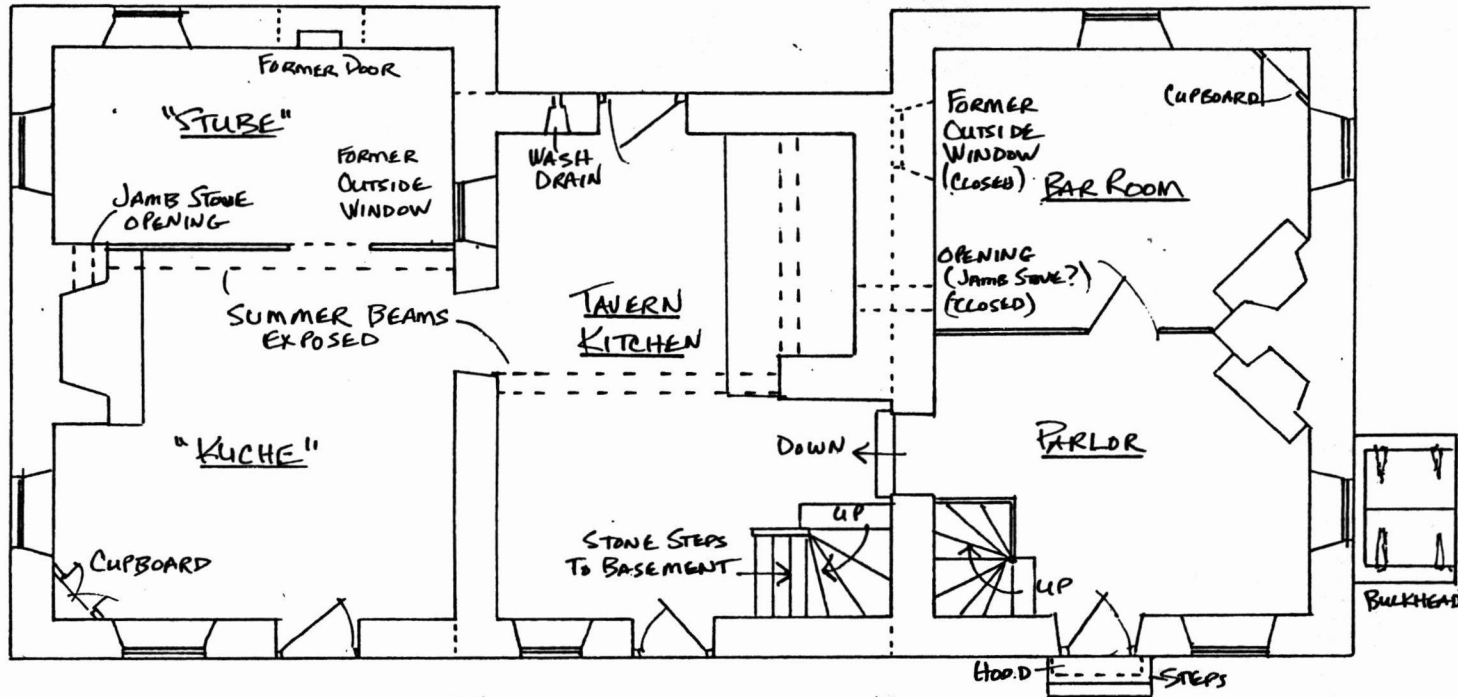 FORMER DOOR
"STUBE"
JAMB STOVE
OPENING
FORMER
OUTSIDE
WINDOW
SUMMER BEAMS
EXPOSED
"KUCHE"
CUPBOARD
WASH
DRAIN
TAVERN
KITCHEN
DOWN
UP
STONE STEPS
TO BASEMENT
FORMER
OUTSIDE
WINDOW
(CLOSED)
CUPBOARD
BAR ROOM
OPENING
(JAMB STOVE?)
(CLOSED)
PARLOR
UP
HOOD
STEPS
BULKHEAD